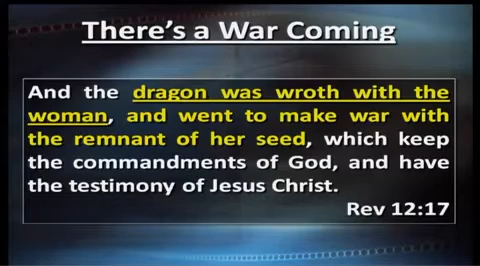 There's a War Coming
And the dragon was wroth with the
woman, and went to make war with
the remnant of her seed, which keep
the commandments of God, and have
the testimony of Jesus Christ.
Rev 12:17